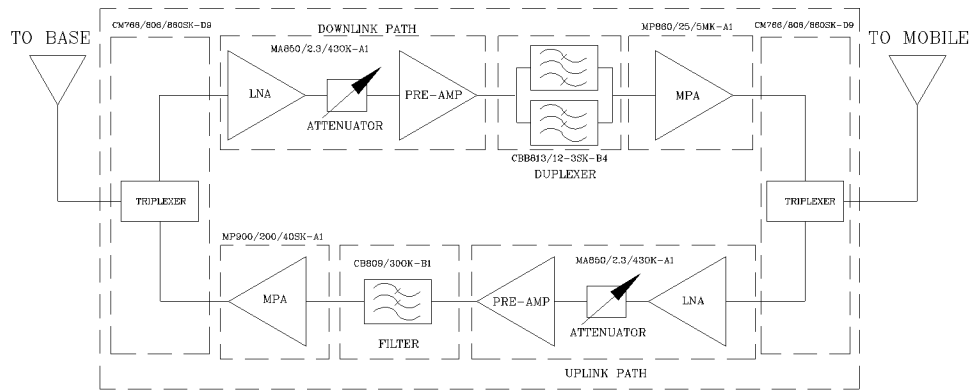 CM766/806/860SK-D9
DOWNLINK PATH
MP860/25/5MK-A1
CM766/806/860SK-D9
TO BASE
MA850/2.3/430K-A1
TO MOBILE
LNA
ATTENUATOR
PRE-AMP
MPA
CBB813/12-3SK-B4
DUPLEXER
TRIPLEXER
TRIPLEXER
MP900/200/40SK-A1
CB809/300K-B1
MA850/2.3/430K-A1
MPA
FILTER
PRE-AMP
ATTENUATOR
LNA
UPLINK PATH